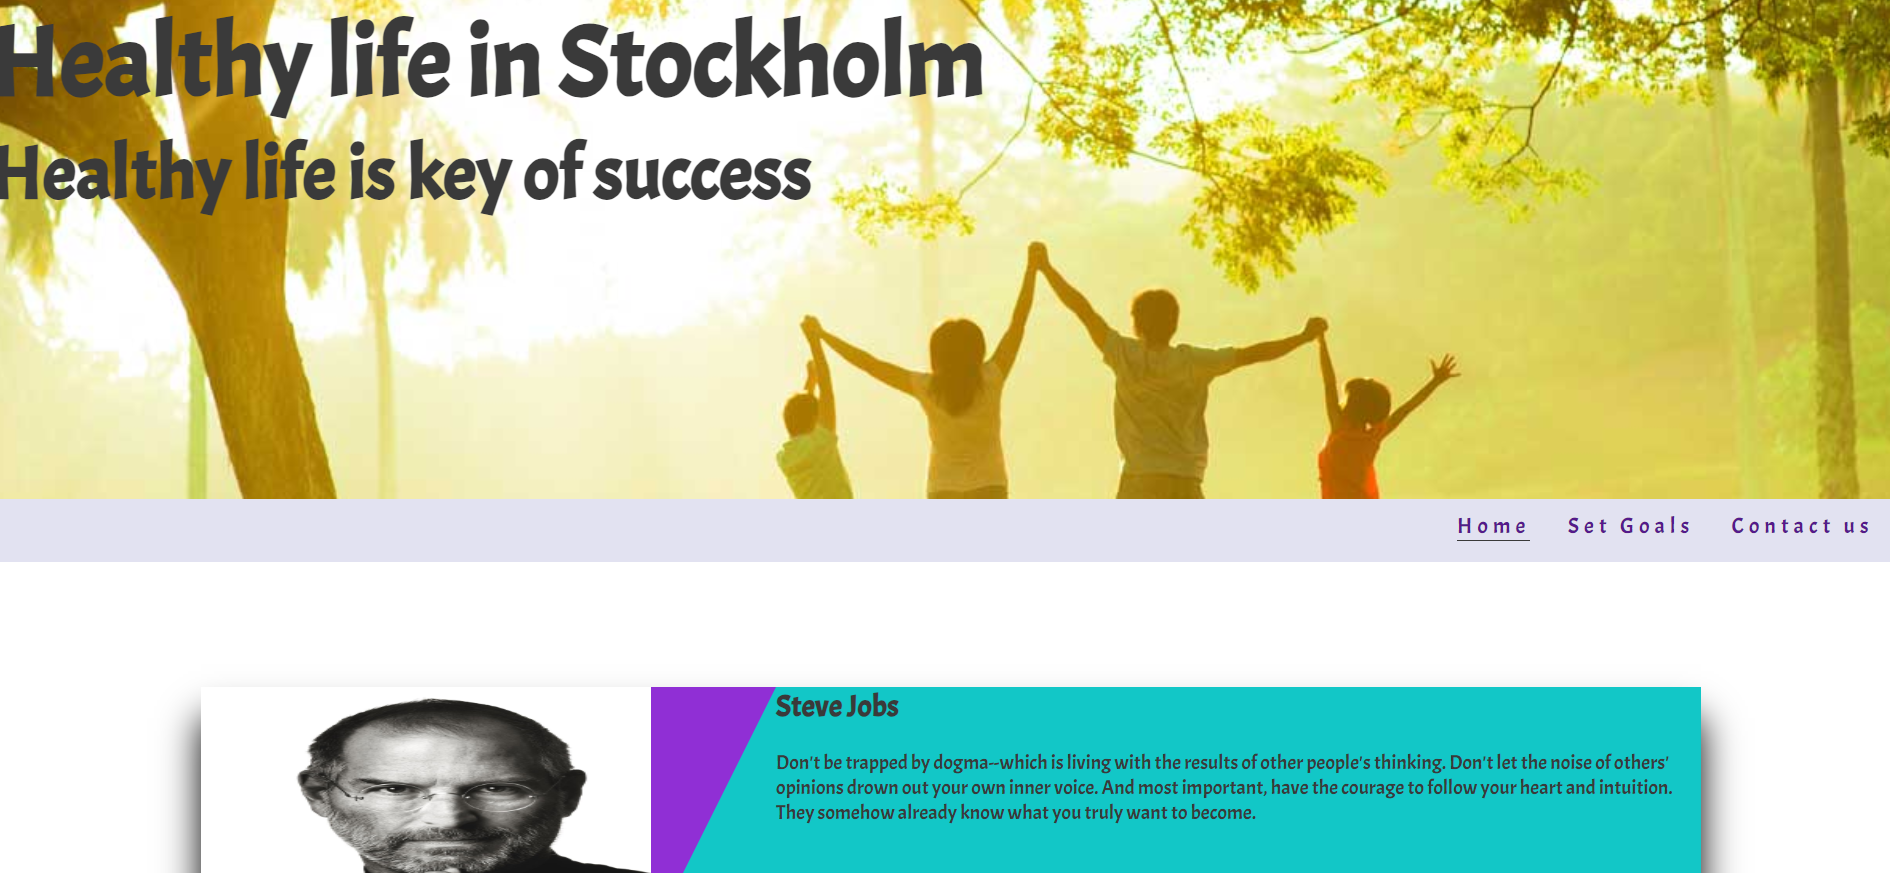 Healthy life in Stockholm
Healthy life is key of success
Home Set Goals Contact us
Steve Jobs
Don't be trapped by dogma--which is living with the results of other people's thinking. Don't let the noise of others'
opinions drown out your own inner voice. And most important, have the courage to follow your heart and intuition.
They somehow already know what you truly want to become.